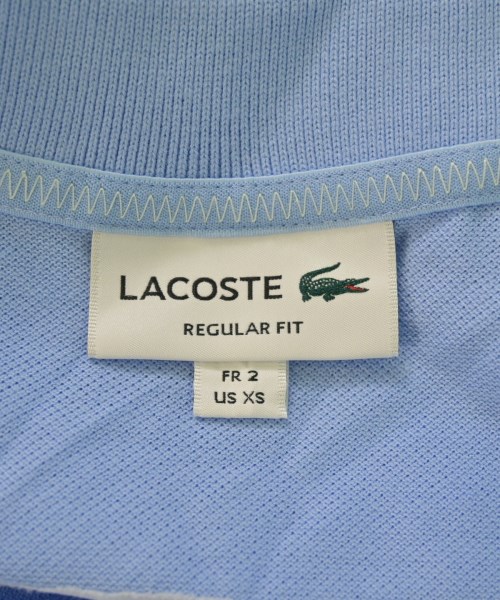 LACOSTE
REGULAR FIT
FR 2
US XS